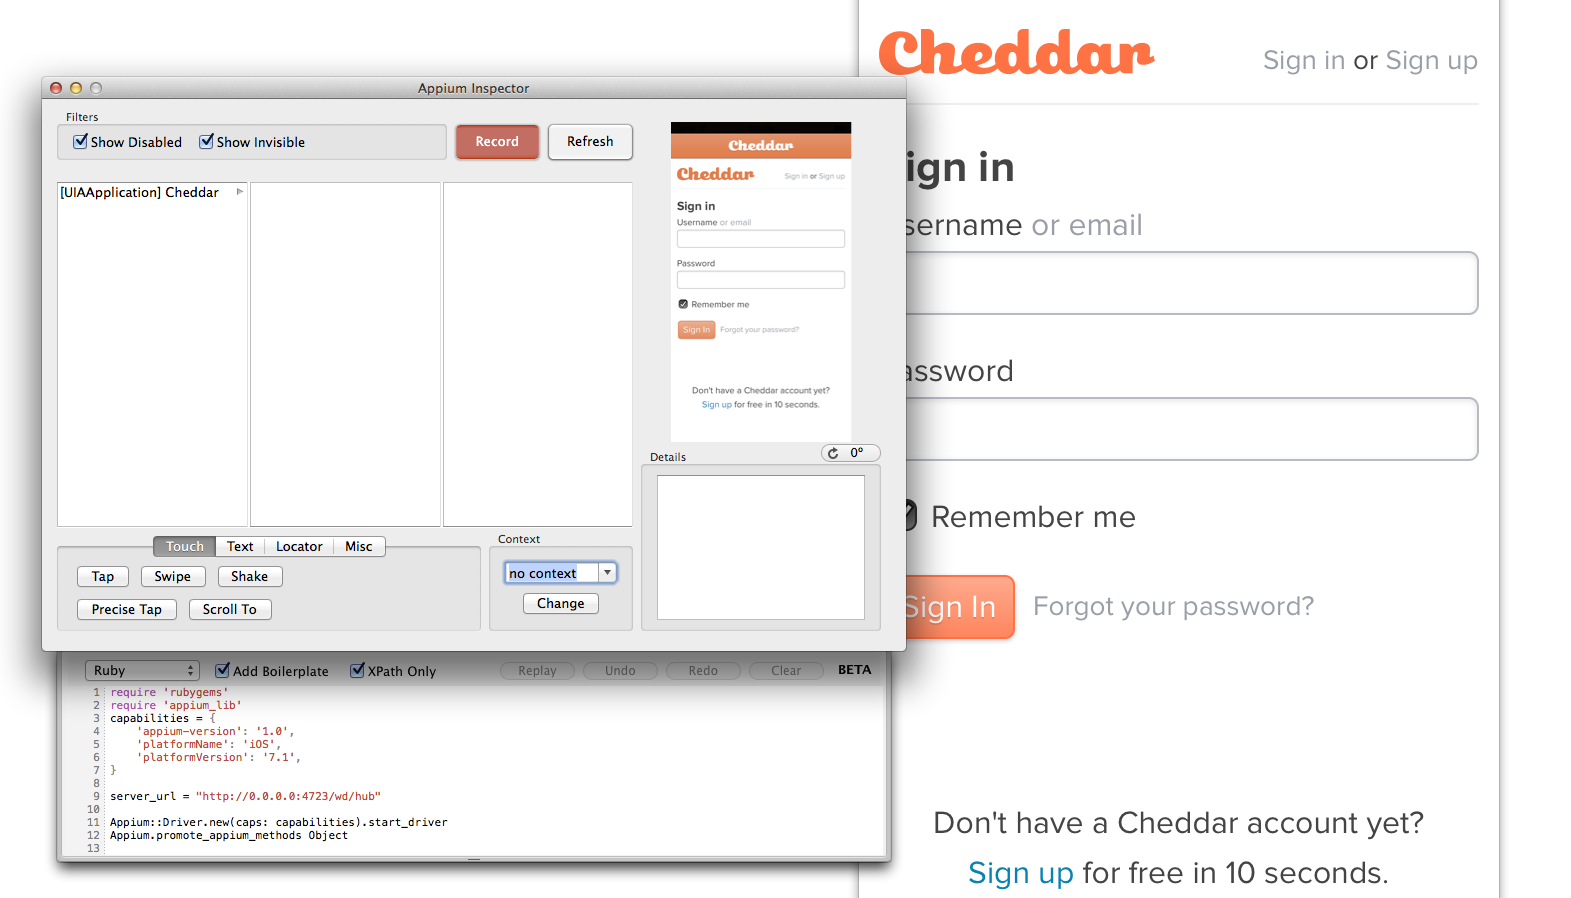 Cheddar
Sign in or Sign up
Appium Inspector
Filters
Show Disabled
Show Invisible
Record
Refresh
[UIAApplication] Cheddar
Cheddar
Cheddar
Sign in or Sign up
Sign in
Username or email
Password
Remember me
Sign In
Forgot your password?
Don't have a Cheddar account yet?
Sign up for free in 10 seconds.
0°
Details
Touch
Text
Locator
Misc
Tap
Swipe
Shake
Precise Tap
Scroll To
Context
no context
Change
ign in
sername or email
assword
Remember me
Sign In
Forgot your password?
Don't have a Cheddar account yet?
Sign up for free in 10 seconds.
Ruby
Add Boilerplate
XPath Only
Replay
Undo
Redo
Clear
BETA
1 require 'rubygems'
2 require 'appium_lib'
3 capabilities = {
4 'appium-version': '1.0',
5 'platformName': 'iOS',
6 'platformVersion': '7.1',
7 }
8
9 server_url = "http://0.0.0.0:4723/wd/hub"
10
11 Appium::Driver.new(caps: capabilities).start_driver
12 Appium.promote_appium_methods Object
13